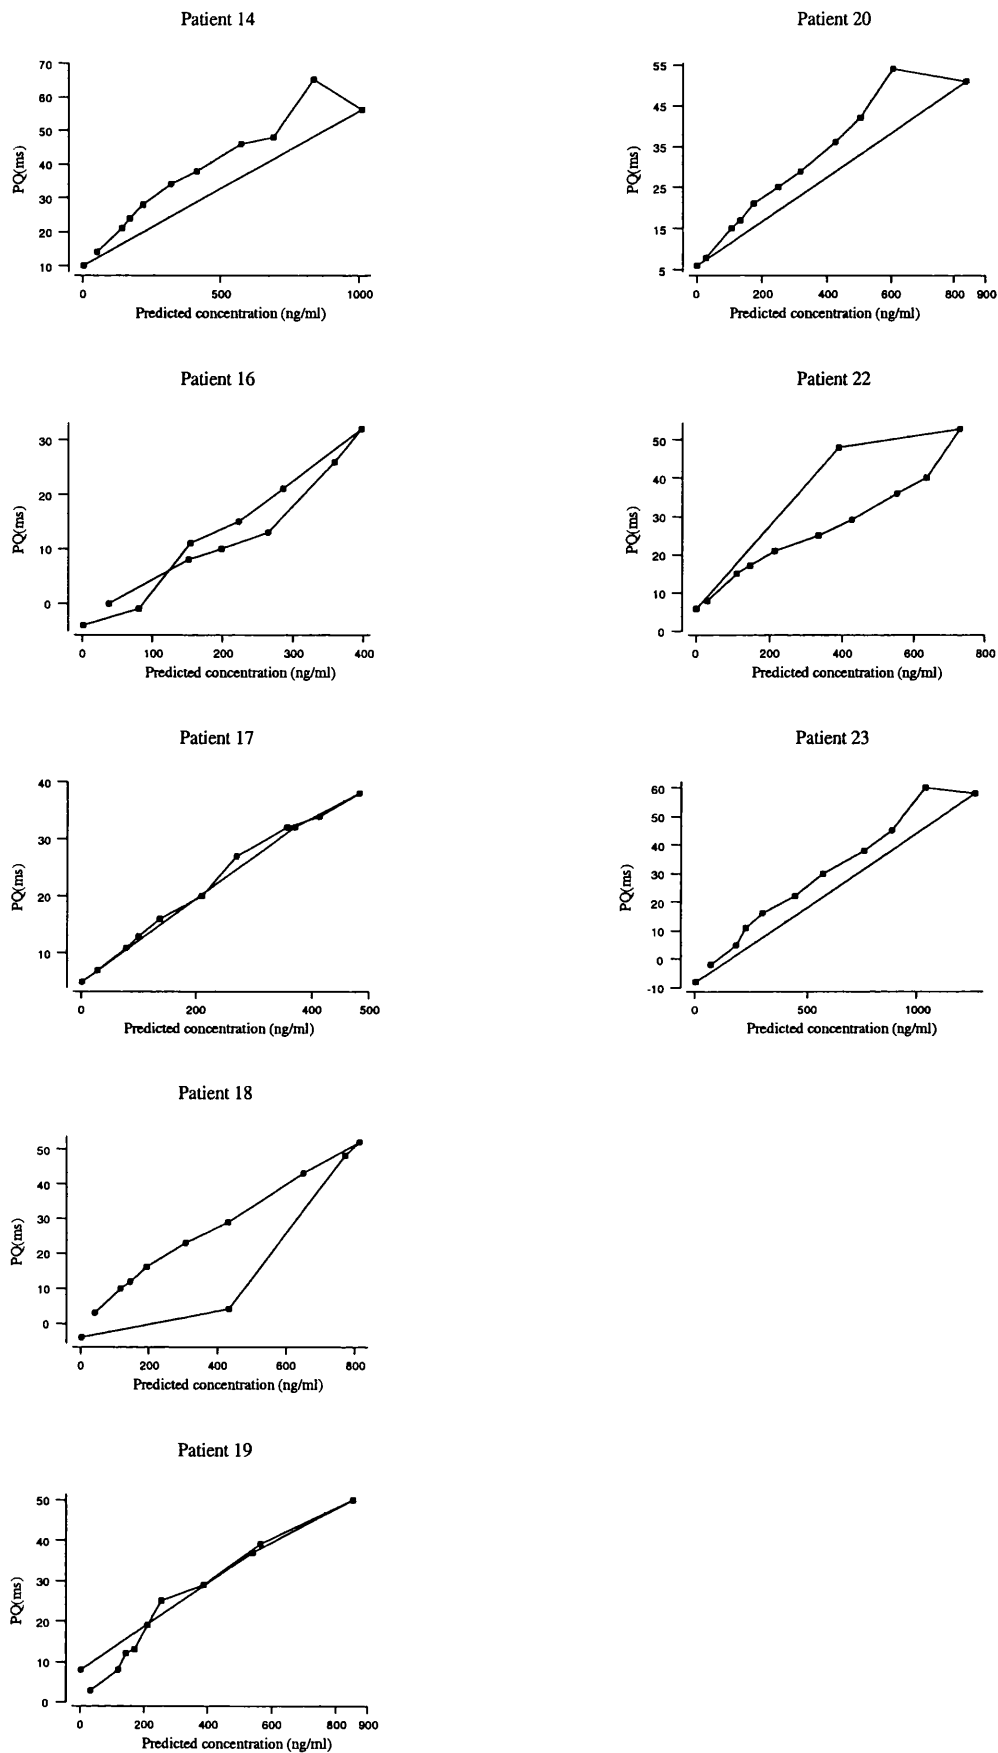 Patient 14
70
60
50
40
30
20
10
PQ(ms)
0 500 1000
Predicted concentration (ng/ml)
Patient 20
55
45
35
25
15
5
PQ(ms)
0 200 400 600 800 900
Predicted concentration (ng/ml)
Patient 16
30
20
10
0
PQ(ms)
0 100 200 300 400
Predicted concentration (ng/ml)
Patient 22
50
40
30
20
10
0
PQ(ms)
0 200 400 600 800
Predicted concentration (ng/ml)
Patient 17
40
30
20
10
PQ(ms)
0 200 400 500
Predicted concentration (ng/ml)
Patient 23
60
50
40
30
20
10
0
-10
PQ(ms)
0 500 1000
Predicted concentration (ng/ml)
Patient 18
50
40
30
20
10
0
PQ(ms)
0 200 400 600 800
Predicted concentration (ng/ml)
Patient 19
50
40
30
20
10
0
PQ(ms)
0 200 400 600 800 900
Predicted concentration (ng/ml)